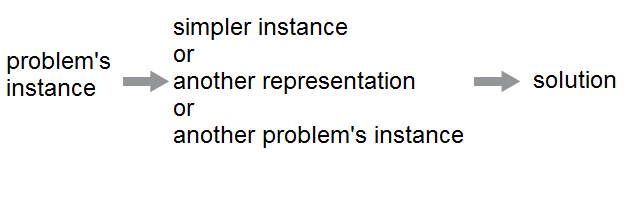 problem's
instance
simpler instance
or
another representation
or
another problem's instance
solution